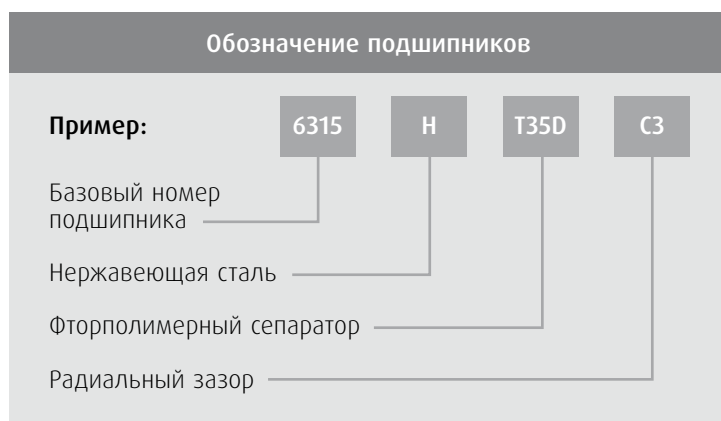 Обозначение подшипников
Пример: 6315 H T35D C3
Базовый номер
подшипника
Нержавеющая сталь
Фторполимерный сепаратор
Радиальный зазор